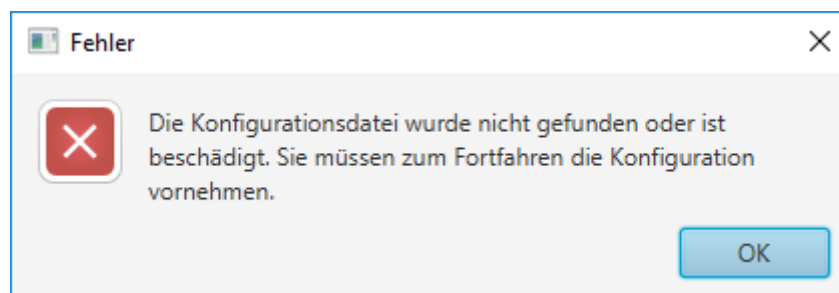 Fehler
Die Konfigurationsdatei wurde nicht gefunden oder ist
beschädigt. Sie müssen zum Fortfahren die Konfiguration
vornehmen.
OK